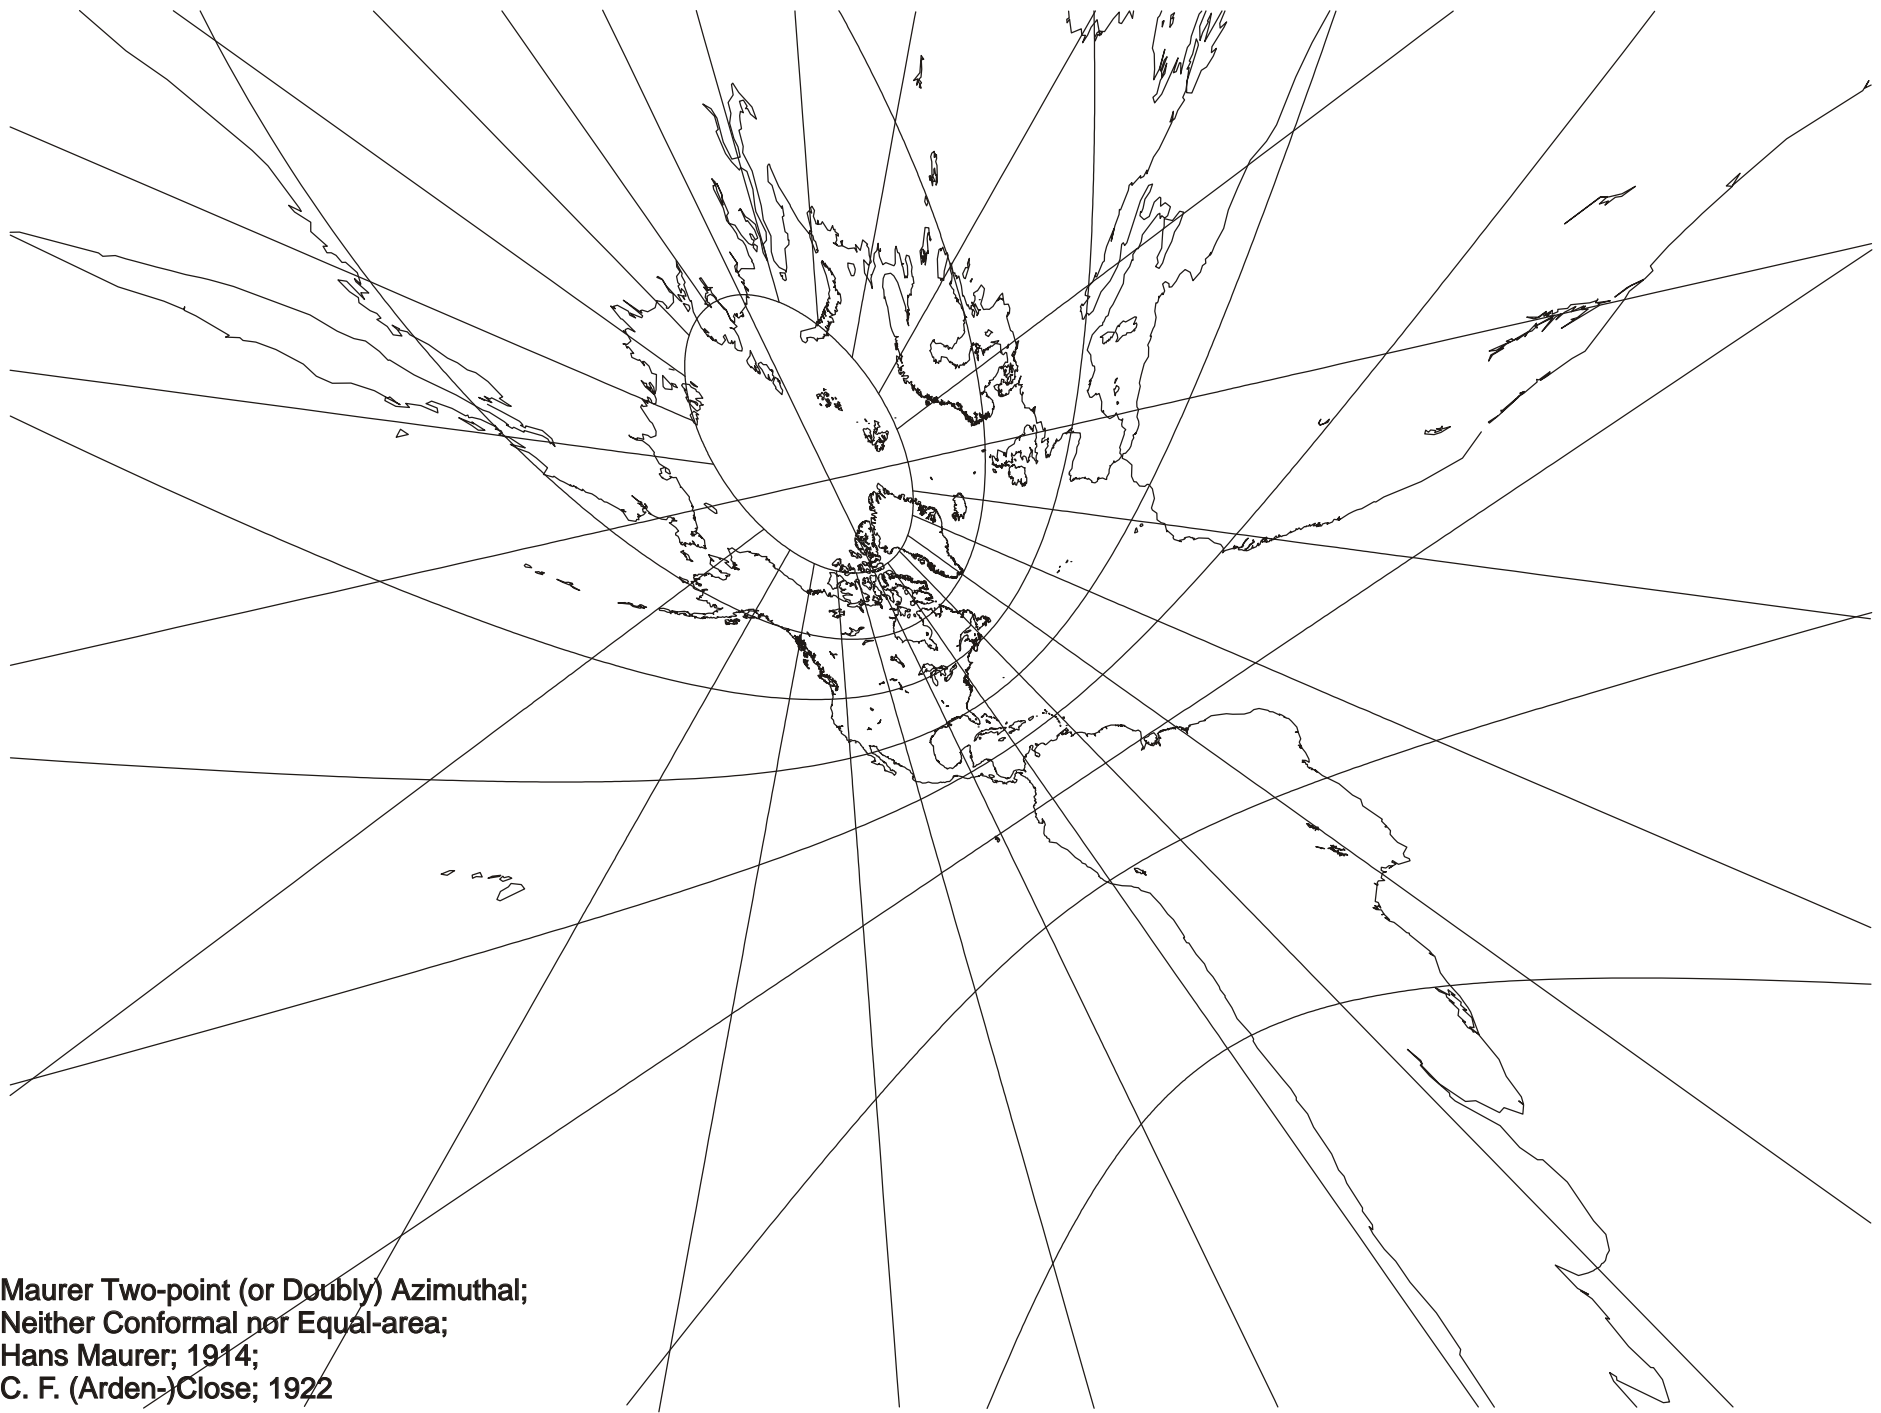 Maurer Two-point (or Doubly) Azimuthal;
Neither Conformal nor Equal-area;
Hans Maurer; 1914;
C. F. (Arden-)Close; 1922